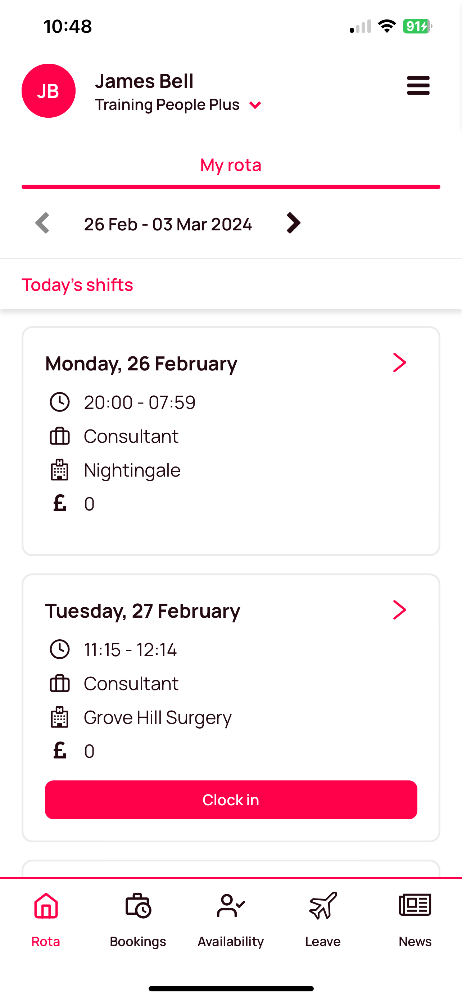 10:48
91
JB
James Bell
Training People Plus
My rota
26 Feb - 03 Mar 2024
Today's shifts
Monday, 26 February
20:00 - 07:59
Consultant
H
Nightingale
£ 0
Tuesday, 27 February
11:15 - 12:14
Consultant
H
Grove Hill Surgery
£ 0
Clock in
Rota
Bookings
Availability
Leave
News